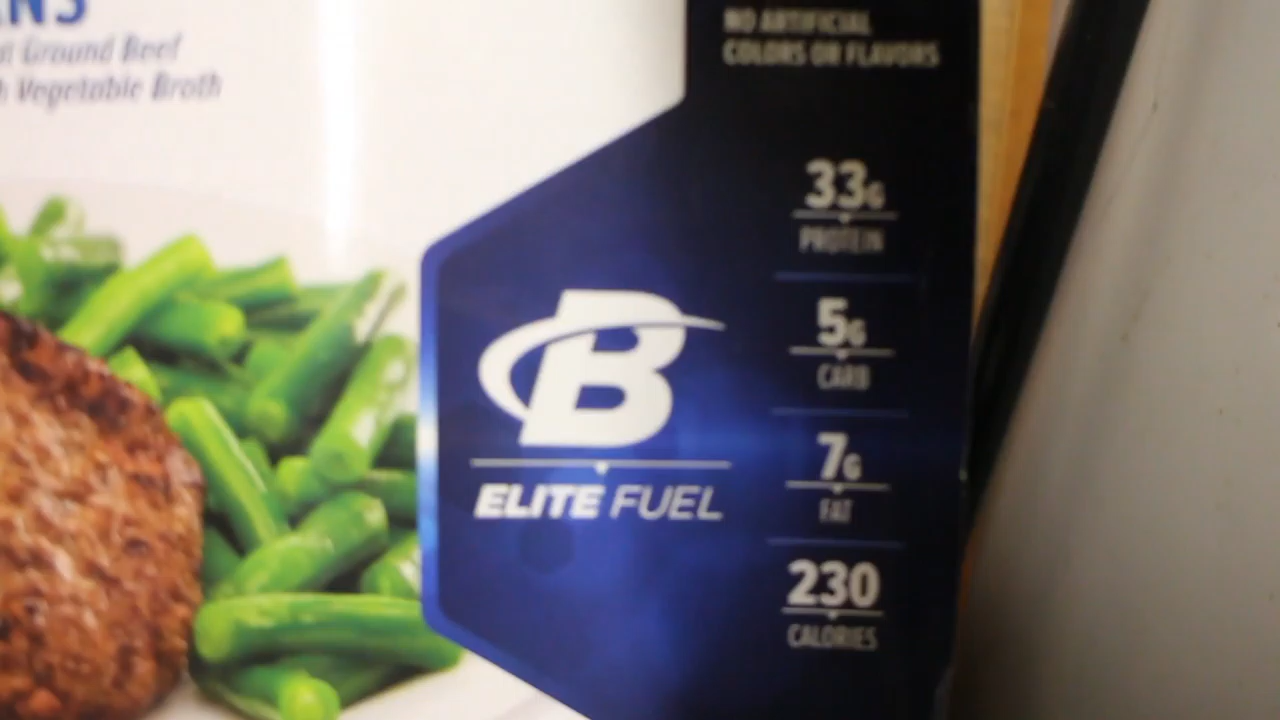 NS
Ground Beef
Vegetable Broth
NO ARTIFICIAL
COLORS OR FLAVORS
33G
PROTEIN
5G
CARB
7G
FAT
230
CALORIES
B
ELITE FUEL